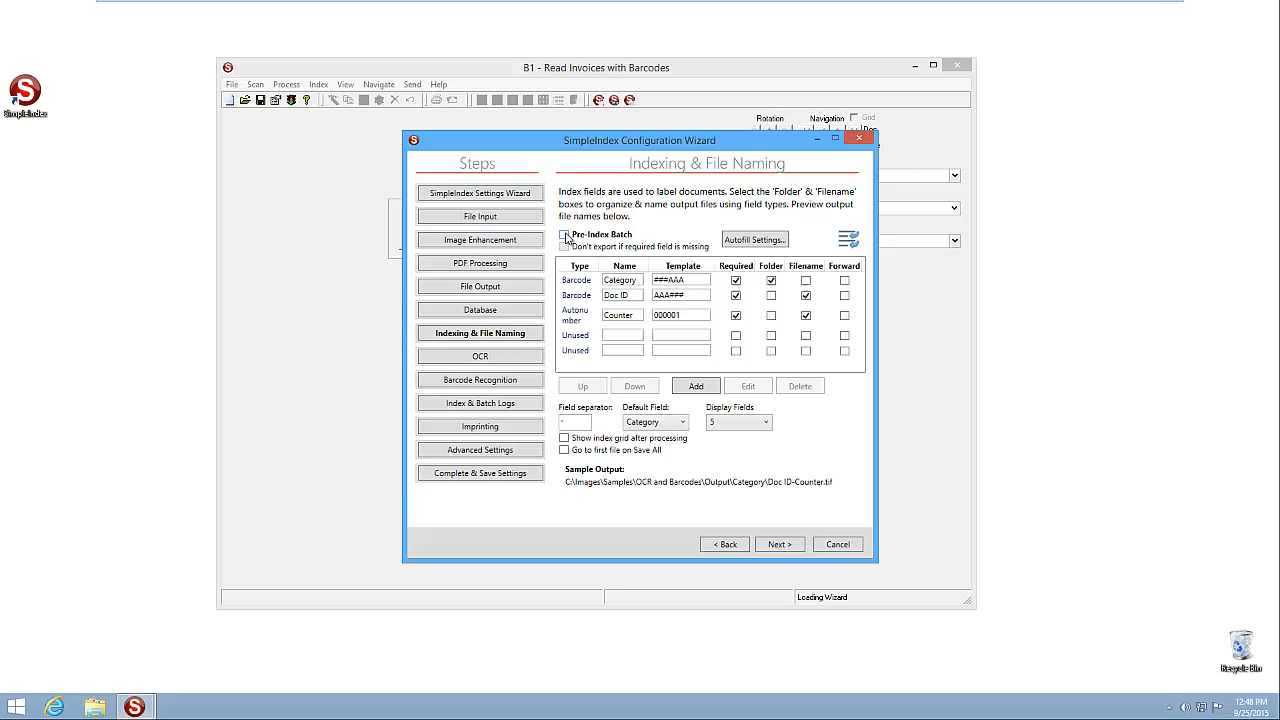 SimpleIndex
B1 - Read Invoices with Barcodes
File Scan Process Index View Navigate Send Help
Rotation Navigation Grid
SimpleIndex Configuration Wizard
Steps
SimpleIndex Settings Wizard
File Input
Image Enhancement
PDF Processing
File Output
Database
Indexing & File Naming
OCR
Barcode Recognition
Index & Batch Logs
Imprinting
Advanced Settings
Complete & Save Settings
Indexing & File Naming
Index fields are used to label documents. Select the 'Folder' & 'Filename'
boxes to organize & name output files using field types. Preview output
file names below.
Pre-Index Batch
Don't export if required field is missing
Autofill Settings...
Type Name Template Required Folder Filename Forward
Barcode Category ###AAA
Barcode Doc ID AAA###
Autonu
mber Counter 000001
Unused
Unused
Up Down Add Edit Delete
Field separator: Default Field: Display Fields
- Category 5
Show index grid after processing
Go to first file on Save All
Sample Output:
C:\Images\Samples\OCR and Barcodes\Output\Category\Doc ID-Counter.tif
< Back Next > Cancel
Loading Wizard
Recycle Bin
12:48 PM
9/25/2015